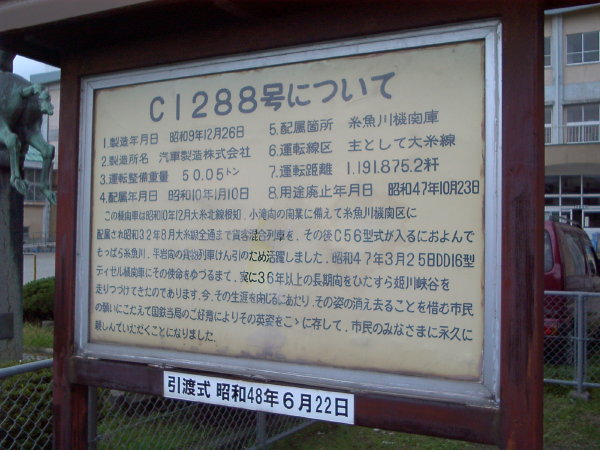 C1288号について
1.製造年月日 昭和9年12月26日
2.製造所名 汽車製造株式会社
3.運転整備重量 50.05トン
4.配属年月日 昭和10年1月10日
5.配属箇所 糸魚川機関庫
6.運転線区 主として大糸線
7.運転距離 1,191,875.2粁
8.用途廃止年月日 昭和47年10月23日
この機関車は昭和10年12月大糸北線根知、小滝間の開業に備えて糸魚川機関区に
配属され昭和32年8月大糸線全通まで貨客混合列車を、その後C56型式が入るにおよんで
もっぱら糸魚川、平岩間の貨物列車けん引のため活躍しました。昭和47年3月25日DD16型
ディゼル機関車にその使命をゆづるまで、実に36年以上の長期間をひたすら姫川峡谷を
走りつづけてきたのであります。今、その生涯を閉じるにあたり、その姿の消え去ることを惜む市民
の願いにこたえて国鉄当局のご好意によりその英姿をこゝに存して、市民のみなさまに永久に
親しんでいただくことになりました。
引渡式 昭和48年6月22日